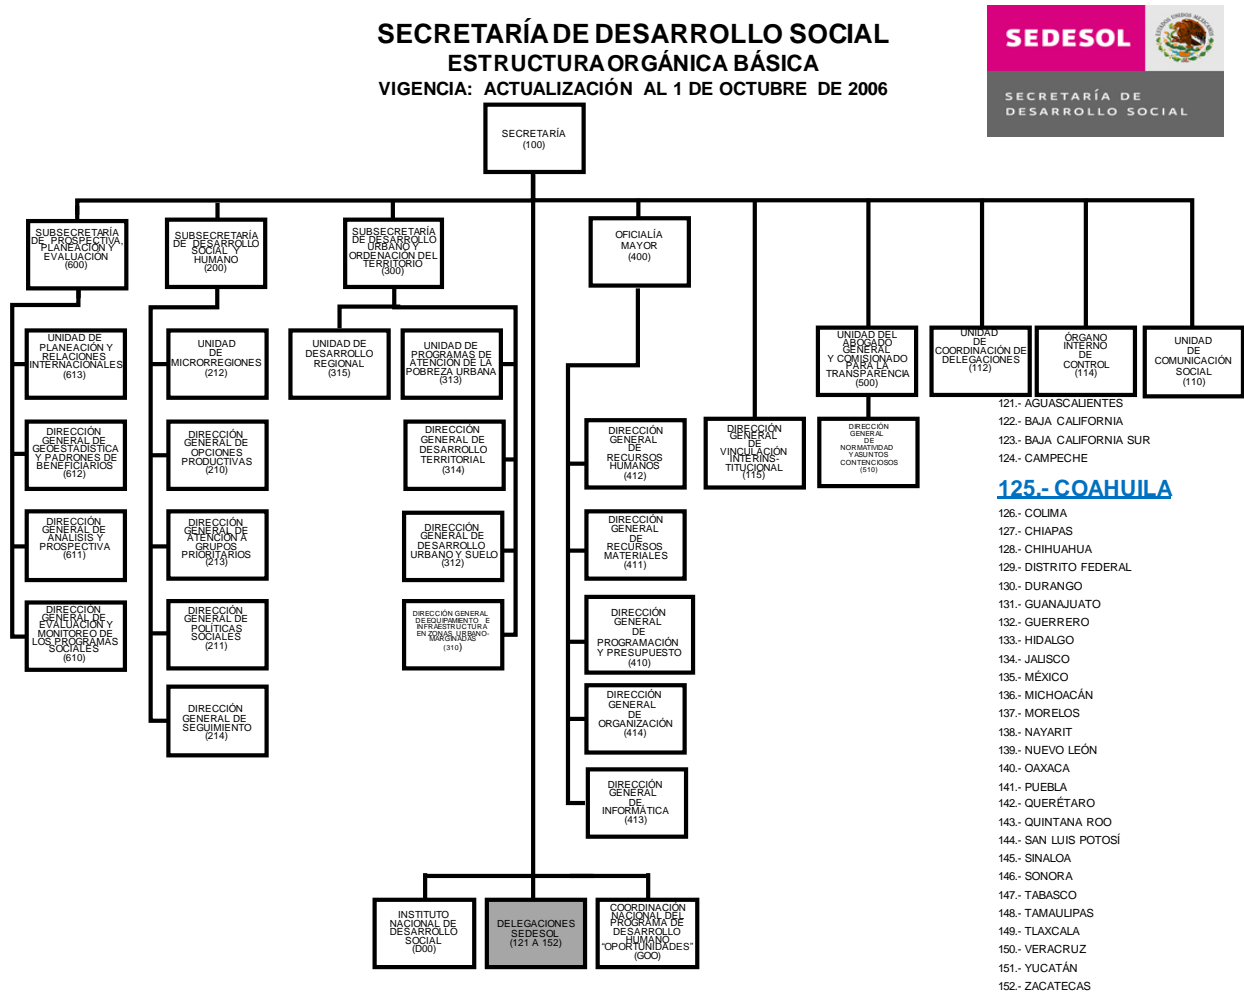 SECRETARÍA DE DESARROLLO SOCIAL
ESTRUCTURA ORGÁNICA BÁSICA
VIGENCIA: ACTUALIZACIÓN AL 1 DE OCTUBRE DE 2006
SEDESOL
SECRETARÍA DE
DESARROLLO SOCIAL
SECRETARÍA
(100)
SUBSECRETARÍA
DE PROSPECTIVA,
PLANEACIÓN Y
EVALUACIÓN
(600)
SUBSECRETARÍA
DE DESARROLLO
SOCIAL Y
HUMANO
(200)
SUBSECRETARÍA
DE DESARROLLO
URBANO Y
ORDENACIÓN DEL
TERRITORIO
(300)
OFICIALÍA
MAYOR
(400)
UNIDAD DE
PLANEACIÓN Y
RELACIONES
INTERNACIONALES
(613)
UNIDAD
DE
MICRORREGIONES
(212)
UNIDAD DE
DESARROLLO
REGIONAL
(315)
UNIDAD DE
PROGRAMAS DE
ATENCIÓN DE LA
POBREZA URBANA
(313)
UNIDAD DEL
ABOGADO
GENERAL
Y COMISIONADO
PARA LA
TRANSPARENCIA
(500)
UNIDAD
DE
COORDINACIÓN DE
DELEGACIONES
(112)
ÓRGANO
INTERNO
DE
CONTROL
(114)
UNIDAD
DE
COMUNICACIÓN
SOCIAL
(110)
DIRECCIÓN
GENERAL DE
GEOESTADÍSTICA
Y PADRONES DE
BENEFICIARIOS
(612)
DIRECCIÓN
GENERAL DE
OPCIONES
PRODUCTIVAS
(210)
DIRECCIÓN
GENERAL DE
DESARROLLO
TERRITORIAL
(314)
DIRECCIÓN
GENERAL
DE
RECURSOS
HUMANOS
(412)
DIRECCIÓN
GENERAL
DE
VINCULACIÓN
INTERINS-
TITUCIONAL
(115)
DIRECCIÓN
GENERAL
DE
NORMATIVIDAD
Y ASUNTOS
CONTENCIOSOS
(510)
DIRECCIÓN
GENERAL DE
ANÁLISIS Y
PROSPECTIVA
(611)
DIRECCIÓN
GENERAL DE
ATENCIÓN A
GRUPOS
PRIORITARIOS
(213)
DIRECCIÓN
GENERAL DE
DESARROLLO
URBANO Y SUELO
(312)
DIRECCIÓN
GENERAL
DE
RECURSOS
MATERIALES
(411)
DIRECCIÓN
GENERAL DE
EVALUACIÓN Y
MONITOREO DE
LOS PROGRAMAS
SOCIALES
(610)
DIRECCIÓN
GENERAL DE
POLÍTICAS
SOCIALES
(211)
DIRECCIÓN GENERAL
DE EQUIPAMIENTO E
INFRAESTRUCTURA
EN ZONAS URBANO-
MARGINADAS
(310)
DIRECCIÓN
GENERAL
DE
PROGRAMACIÓN
Y PRESUPUESTO
(410)
DIRECCIÓN
GENERAL DE
SEGUIMIENTO
(214)
DIRECCIÓN
GENERAL
DE
ORGANIZACIÓN
(414)
DIRECCIÓN
GENERAL
DE
INFORMÁTICA
(413)
INSTITUTO
NACIONAL DE
DESARROLLO
SOCIAL
(D00)
DELEGACIONES
SEDESOL
(121 A 152)
COORDINACIÓN
NACIONAL DEL
PROGRAMA DE
DESARROLLO
HUMANO
"OPORTUNIDADES"
(GOO)
121.- AGUASCALIENTES
122.- BAJA CALIFORNIA
123.- BAJA CALIFORNIA SUR
124.- CAMPECHE
125.- COAHUILA
126.- COLIMA
127.- CHIAPAS
128.- CHIHUAHUA
129.- DISTRITO FEDERAL
130.- DURANGO
131.- GUANAJUATO
132.- GUERRERO
133.- HIDALGO
134.- JALISCO
135.- MÉXICO
136.- MICHOACÁN
137.- MORELOS
138.- NAYARIT
139.- NUEVO LEÓN
140.- OAXACA
141.- PUEBLA
142.- QUERÉTARO
143.- QUINTANA ROO
144.- SAN LUIS POTOSÍ
145.- SINALOA
146.- SONORA
147.- TABASCO
148.- TAMAULIPAS
149.- TLAXCALA
150.- VERACRUZ
151.- YUCATÁN
152.- ZACATECAS